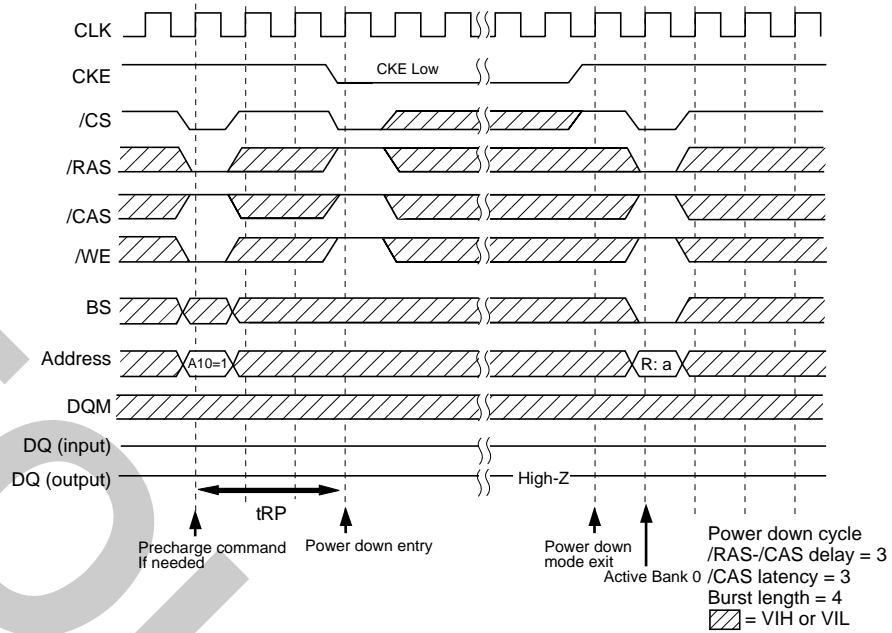 CLK
CKE
CKE Low
/CS
/RAS
/CAS
/WE
BS
Address
A10=1
R: a
DQM
DQ (input)
DQ (output)
High-Z
tRP
Precharge command
If needed
Power down entry
Power down
mode exit
Active Bank 0
Power down cycle
/RAS-/CAS delay = 3
/CAS latency = 3
Burst length = 4
= VIH or VIL